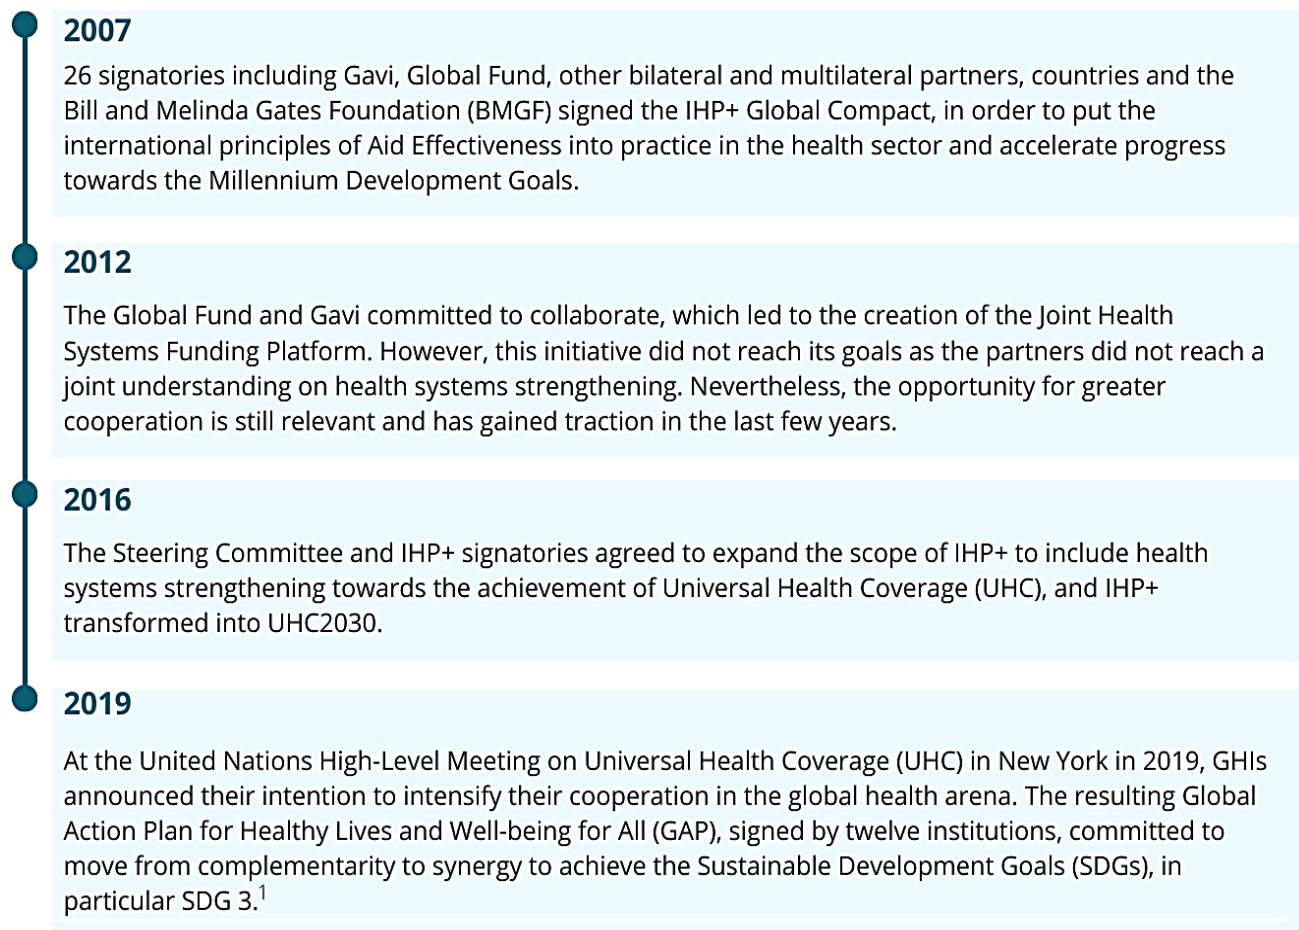 2007
26 signatories including Gavi, Global Fund, other bilateral and multilateral partners, countries and the
Bill and Melinda Gates Foundation (BMGF) signed the IHP+ Global Compact, in order to put the
international principles of Aid Effectiveness into practice in the health sector and accelerate progress
towards the Millennium Development Goals.
2012
The Global Fund and Gavi committed to collaborate, which led to the creation of the Joint Health
Systems Funding Platform. However, this initiative did not reach its goals as the partners did not reach a
joint understanding on health systems strengthening. Nevertheless, the opportunity for greater
cooperation is still relevant and has gained traction in the last few years.
2016
The Steering Committee and IHP+ signatories agreed to expand the scope of IHP+ to include health
systems strengthening towards the achievement of Universal Health Coverage (UHC), and IHP+
transformed into UHC2030.
2019
At the United Nations High-Level Meeting on Universal Health Coverage (UHC) in New York in 2019, GHIs
announced their intention to intensify their cooperation in the global health arena. The resulting Global
Action Plan for Healthy Lives and Well-being for All (GAP), signed by twelve institutions, committed to
move from complementarity to synergy to achieve the Sustainable Development Goals (SDGs), in
particular SDG 3.¹